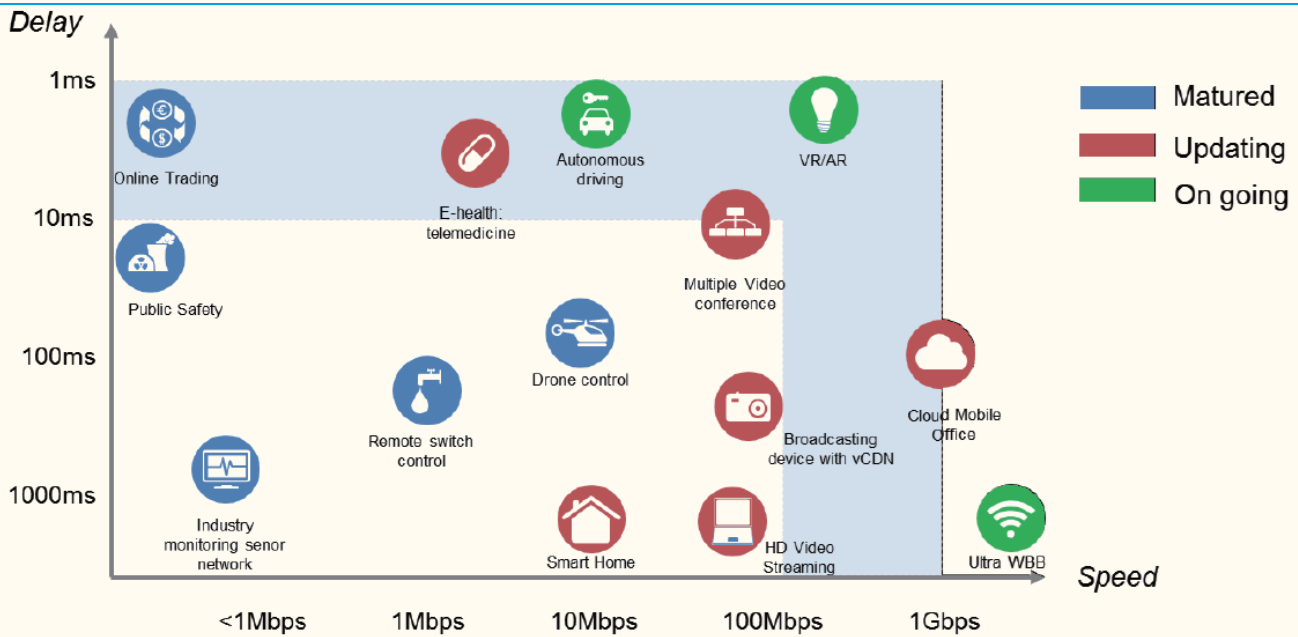 Delay
1ms
10ms
100ms
1000ms
€
$
Online Trading
E-health:
telemedicine
Autonomous
driving
VR/AR
Matured
Updating
On going
Public Safety
Multiple Video
conference
Drone control
Remote switch
control
Cloud Mobile
Office
Broadcasting
device with vCDN
Industry
monitoring senor
network
Smart Home
HD Video
Streaming
Ultra WBB
Speed
<1Mbps
1Mbps
10Mbps
100Mbps
1Gbps